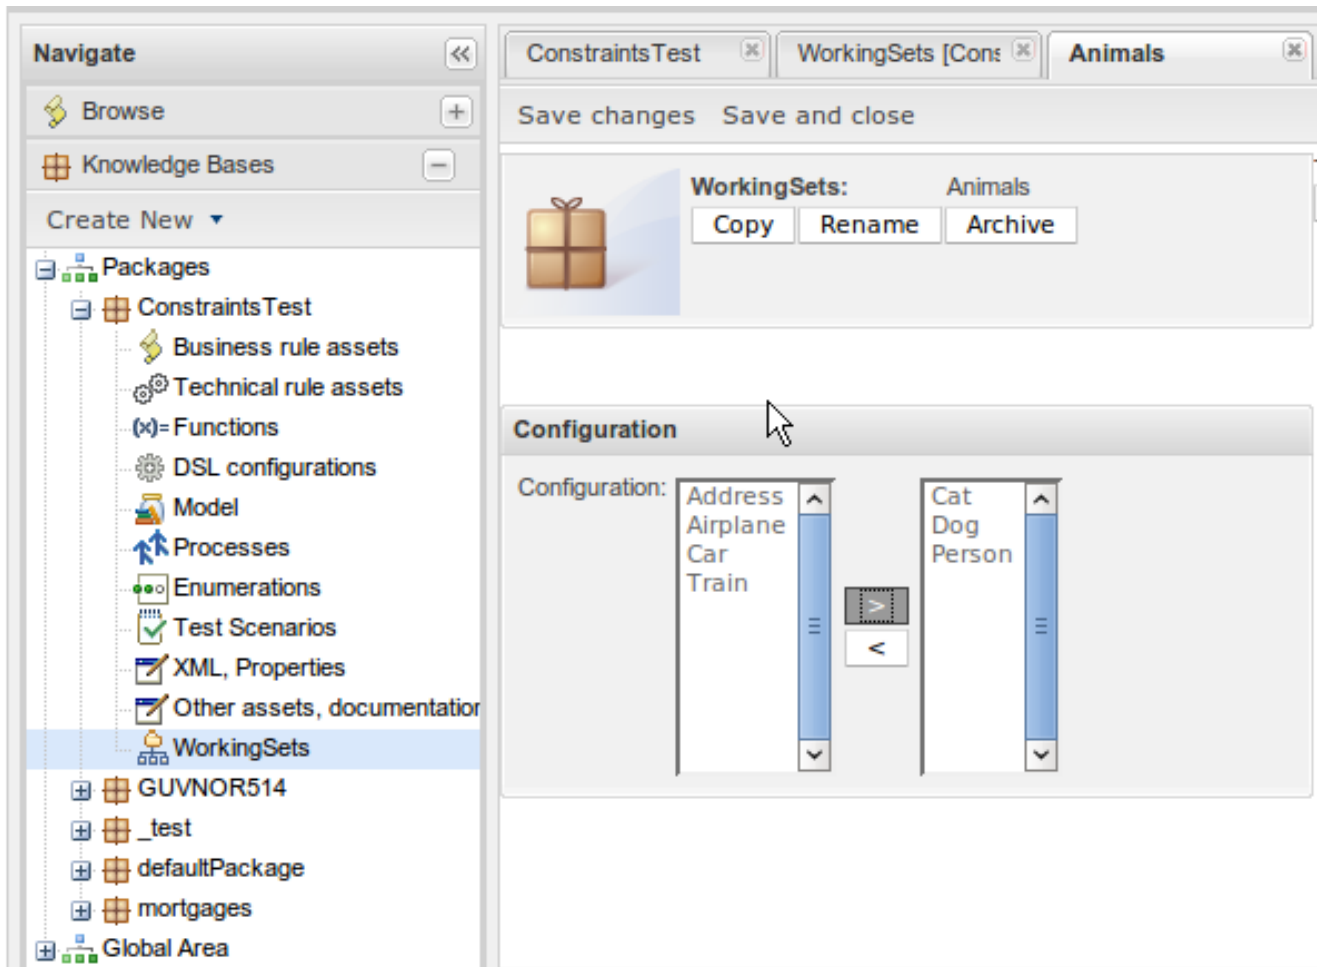 Navigate
Browse
Knowledge Bases
Create New
Packages
ConstraintsTest
Business rule assets
Technical rule assets
(x)= Functions
DSL configurations
Model
Processes
Enumerations
Test Scenarios
XML, Properties
Other assets, documentation
WorkingSets
GUVNOR514
_test
defaultPackage
mortgages
Global Area
ConstraintsTest WorkingSets [Cons Animals
Save changes Save and close
WorkingSets: Animals
Copy Rename Archive
Configuration
Configuration:
Address
Airplane
Car
Train
>
<
Cat
Dog
Person